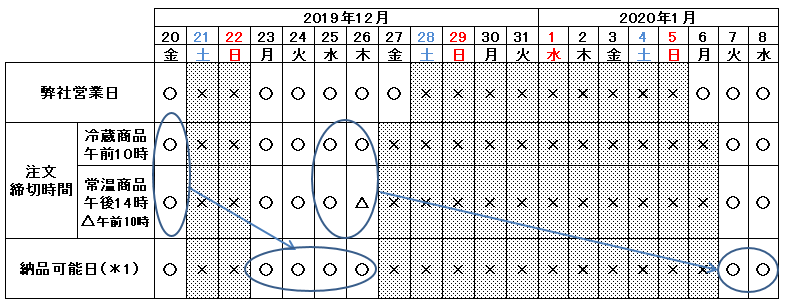 2019年12月 2020年1月
20 21 22 23 24 25 26 27 28 29 30 31 1 2 3 4 5 6 7 8
金 土 日 月 火 水 木 金 土 日 月 火 水 木 金 土 日 月 火 水
弊社営業日 ○ × × ○ ○ ○ ○ ○ × × × × × × × × × ○ ○ ○
注文
締切時間
冷蔵商品
午前10時 ○ × × ○ ○ ○ ○ × × × × × × × × × × × ○ ○
常温商品
午後14時 ○ × × ○ ○ ○ △ × × × × × × × × × × × ○ ○
△午前10時
納品可能日(*1) ○ × × ○ ○ ○ ○ × × × × × × × × × × × ○ ○